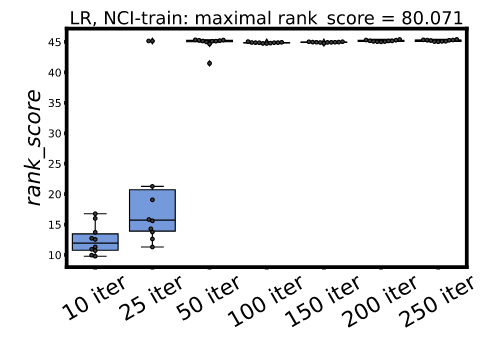 LR, NCI-train: maximal rank_score = 80.071
rank_score
45
40
35
30
25
20
15
10
10 iter
25 iter
50 iter
100 iter
150 iter
200 iter
250 iter